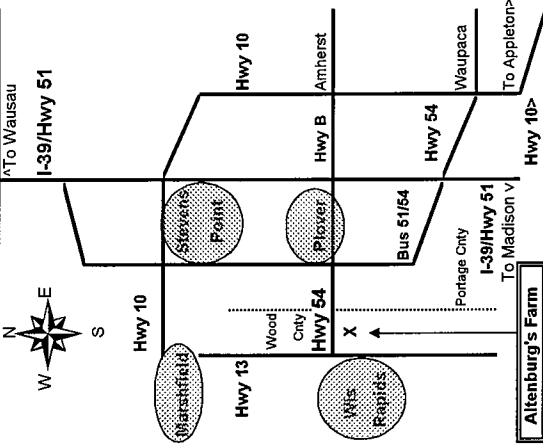 ^To Wausau
I-39/Hwy 51
N
W
E
S
Hwy 10
Hwy 10
Stevens
Point
Marshfield
Amherst
Hwy B
Plover
Waupaca
Hwy 54
To Appleton>
Bus 51/54
Hwy 10>
I-39/Hwy 51
To Madison v
Portage Cnty
Wood
Cnty
Hwy 54
X
Hwy 13
Wis
Rapids
Altenburg's Farm